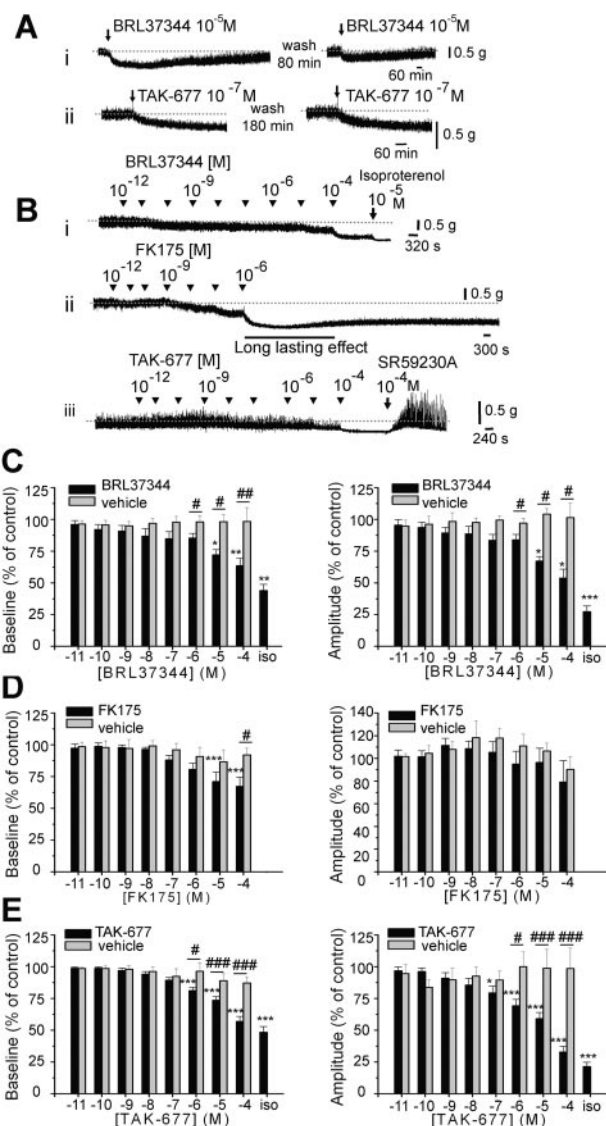 A
BRL37344 10-5M
BRL37344 10-5M
i
wash
80 min
0.5 g
60 min
ii
TAK-677 10-7M
wash
180 min
TAK-677 10-7M
0.5 g
60 min
B
BRL37344 [M]
Isoproterenol
10-12 10-9 10-6 10-4 10-5 M
i
0.5 g
320 s
FK175 [M]
10-12 10-9 10-6
ii
0.5 g
Long lasting effect
300 s
TAK-677 [M]
SR59230A
10-12 10-9 10-6 10-4 10-4M
iii
0.5 g
240 s
C
BRL37344
vehicle
# # ##
* ** **
125
100
75
50
25
0
Baseline (% of control)
-11 -10 -9 -8 -7 -6 -5 -4 iso
[BRL37344] (M)
BRL37344
vehicle
# # #
* * ***
125
100
75
50
25
0
Amplitude (% of control)
-11 -10 -9 -8 -7 -6 -5 -4 iso
[BRL37344] (M)
D
FK175
vehicle
#
*** ***
125
100
75
50
25
0
Baseline (% of control)
-11 -10 -9 -8 -7 -6 -5 -4
[FK175] (M)
FK175
vehicle
140
120
100
80
60
40
20
0
Amplitude (% of control)
-11 -10 -9 -8 -7 -6 -5 -4
[FK175] (M)
E
TAK-677
vehicle
# ### ###
*** *** *** ***
125
100
75
50
25
0
Baseline (% of control)
-11 -10 -9 -8 -7 -6 -5 -4 iso
[TAK-677] (M)
TAK-677
vehicle
# ### ###
* *** *** *** ***
125
100
75
50
25
0
Amplitude (% of control)
-11 -10 -9 -8 -7 -6 -5 -4 iso
[TAK-677] (M)